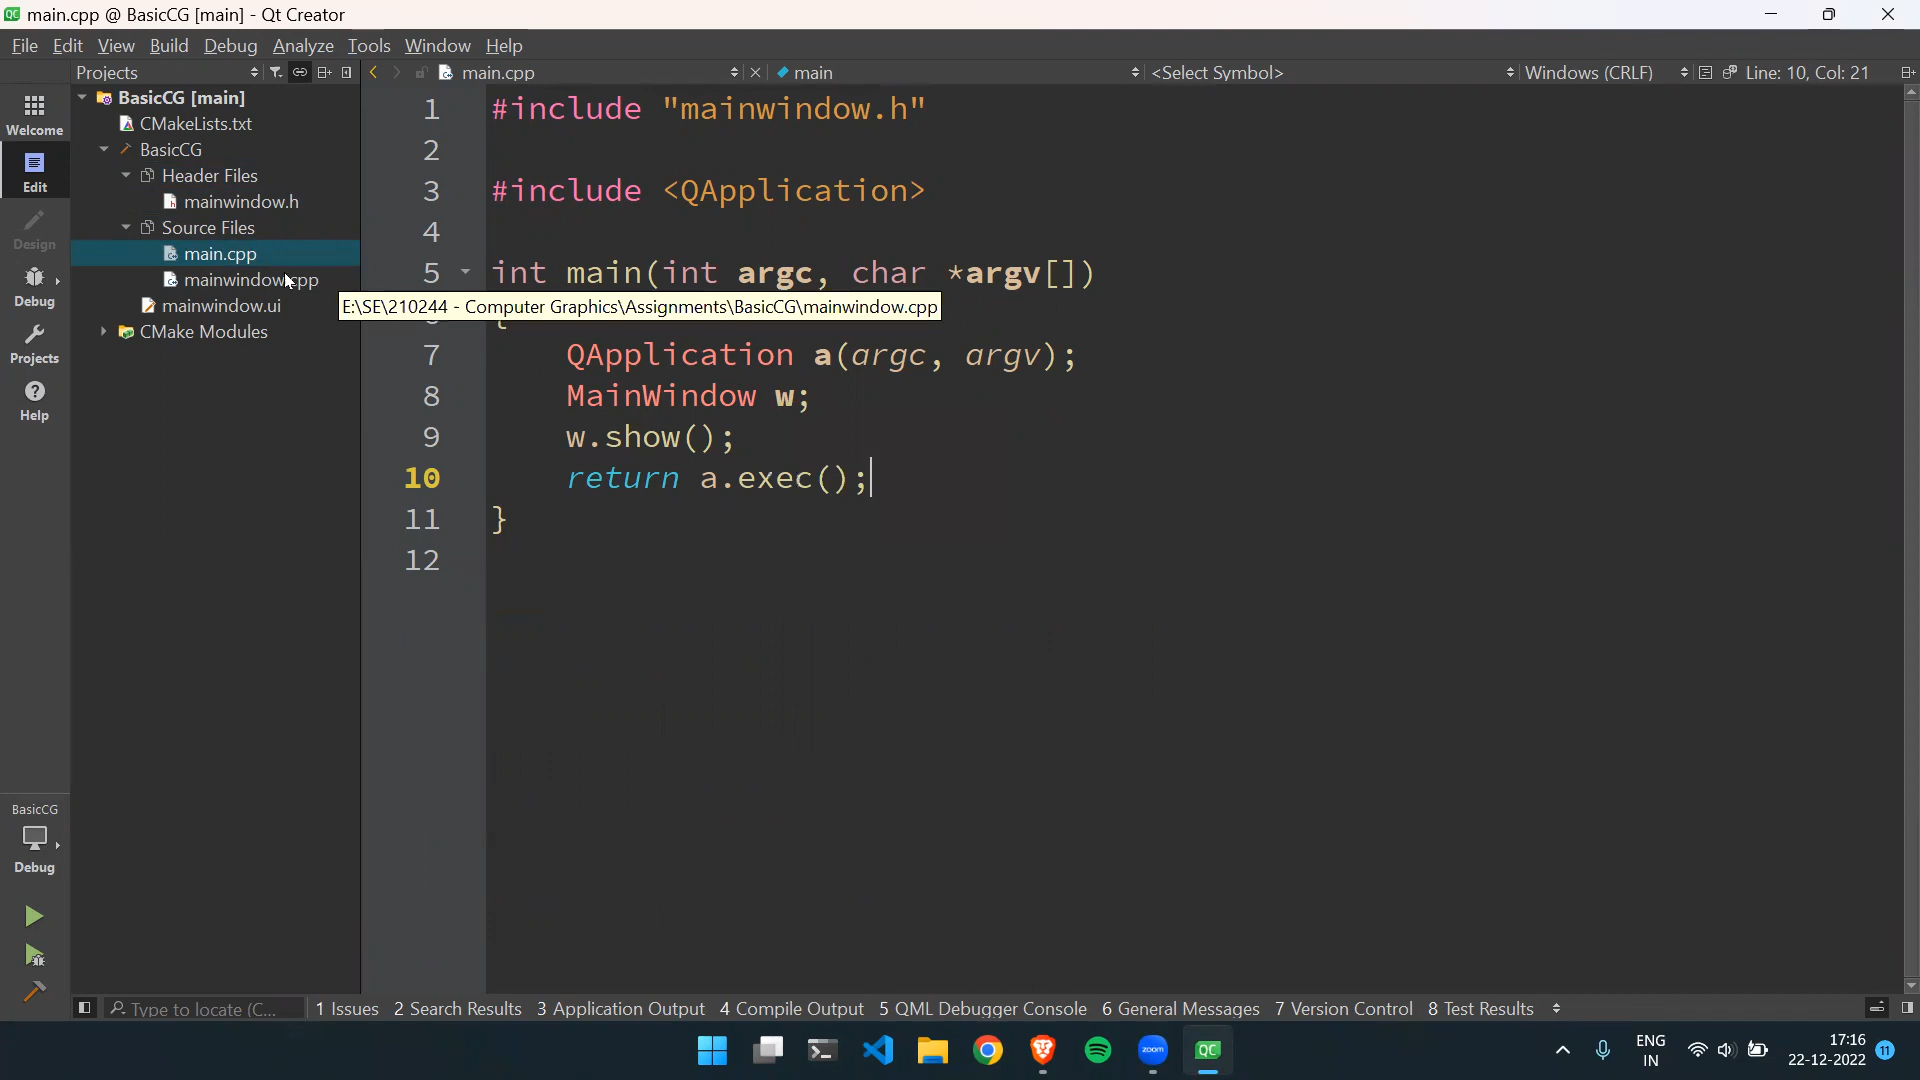 QC main.cpp @ BasicCG [main] - Qt Creator
File Edit View Build Debug Analyze Tools Window Help
Projects main.cpp main <Select Symbol> Windows (CRLF) Line: 10, Col: 21
Welcome
Edit
Design
Debug
Projects
Help
BasicCG [main]
CMakeLists.txt
BasicCG
Header Files
mainwindow.h
Source Files
main.cpp
mainwindow.cpp
mainwindow.ui
CMake Modules
1 #include "mainwindow.h"
2
3 #include <QApplication>
4
5 int main(int argc, char *argv[])
E:\SE\210244 - Computer Graphics\Assignments\BasicCG\mainwindow.cpp
7 QApplication a(argc, argv);
8 MainWindow w;
9 w.show();
10 return a.exec();
11 }
12
BasicCG
Debug
Type to locate (C... 1 Issues 2 Search Results 3 Application Output 4 Compile Output 5 QML Debugger Console 6 General Messages 7 Version Control 8 Test Results
zoom QC ENG IN 17:16
22-12-2022 11